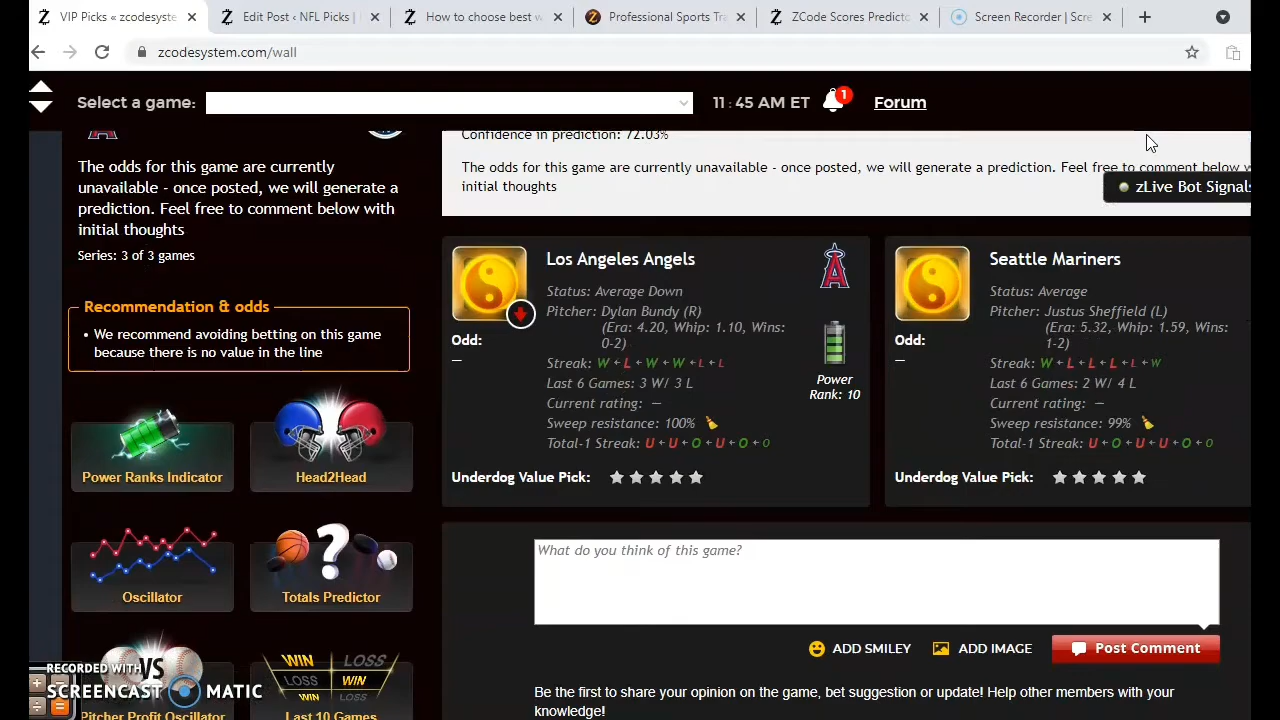 VIP Picks « zcodesyste
Edit Post ‹ NFL Picks |
How to choose best w
Professional Sports Tra
ZCode Scores Predicto
Screen Recorder | Scre
zcodesystem.com/wall
Select a game:
11 : 45 AM ET
1
Forum
Confidence in prediction: 72.03%
The odds for this game are currently unavailable - once posted, we will generate a prediction. Feel free to comment below w
initial thoughts
zLive Bot Signals
The odds for this game are currently
unavailable - once posted, we will generate a
prediction. Feel free to comment below with
initial thoughts
Series: 3 of 3 games
Recommendation & odds
• We recommend avoiding betting on this game
because there is no value in the line
Power Ranks Indicator
Head2Head
Oscillator
?
Totals Predictor
VS
Pitcher Profit Oscillator
WIN LOSS
LOSS WIN
WIN LOSS
Last 10 Games
Los Angeles Angels
Status: Average Down
Pitcher: Dylan Bundy (R)
(Era: 4.20, Whip: 1.10, Wins:
0-2)
Odd:
—
Streak: W ← L ← W ← W ← L ← L
Last 6 Games: 3 W/ 3 L
Current rating: —
Sweep resistance: 100%
Total-1 Streak: U ← U ← O ← U ← O ← O
Underdog Value Pick:
Power
Rank: 10
Seattle Mariners
Status: Average
Pitcher: Justus Sheffield (L)
(Era: 5.32, Whip: 1.59, Wins:
1-2)
Odd:
—
Streak: W ← L ← L ← L ← L ← W
Last 6 Games: 2 W/ 4 L
Current rating: —
Sweep resistance: 99%
Total-1 Streak: U ← O ← U ← U ← O ← O
Underdog Value Pick:
What do you think of this game?
ADD SMILEY
ADD IMAGE
Post Comment
Be the first to share your opinion on the game, bet suggestion or update! Help other members with your
knowledge!
RECORDED WITH
SCREENCAST MATIC